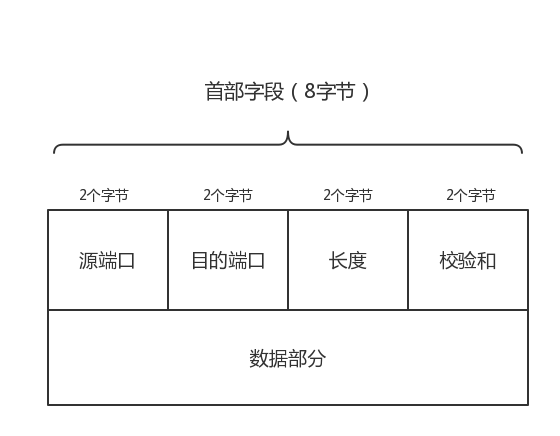 首部字段（8字节）
2个字节 2个字节 2个字节 2个字节
源端口 目的端口 长度 校验和
数据部分